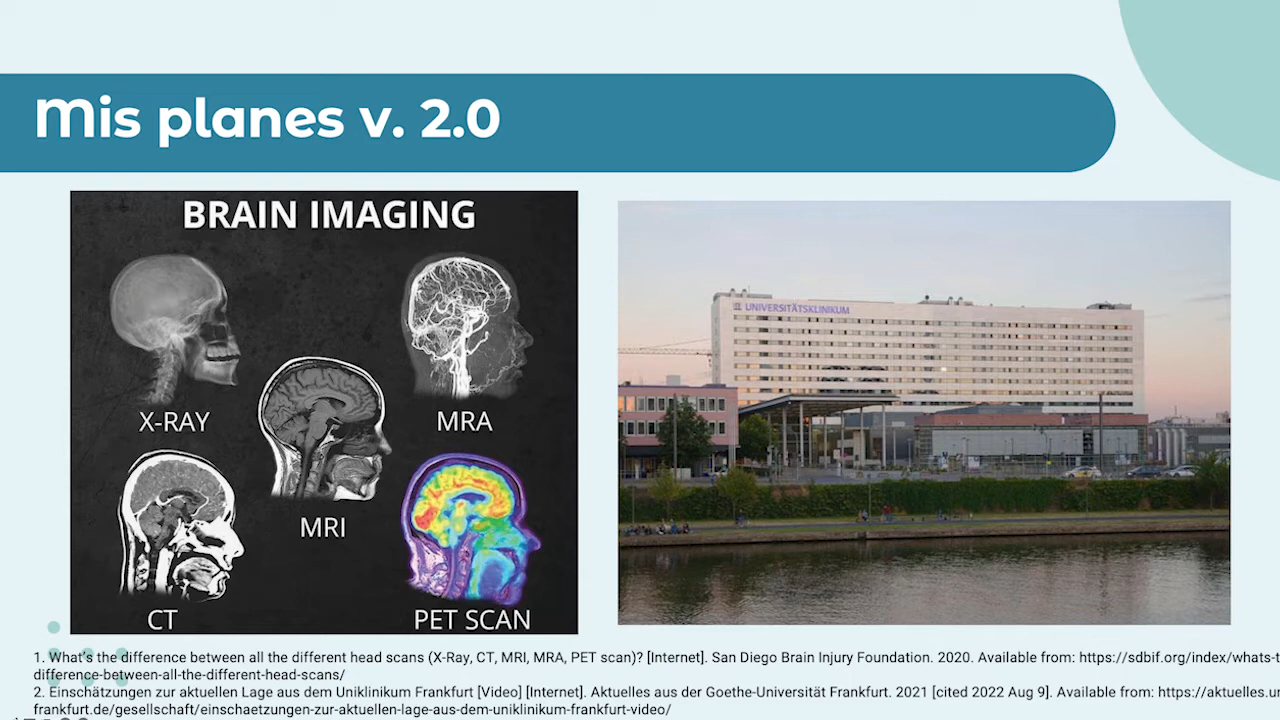 Mis planes v. 2.0
BRAIN IMAGING
X-RAY
MRA
MRI
CT
PET SCAN
UNIVERSITÄTSKLINIKUM
1. What's the difference between all the different head scans (X-Ray, CT, MRI, MRA, PET scan)? [Internet]. San Diego Brain Injury Foundation. 2020. Available from: https://sdbif.org/index/whats-t
difference-between-all-the-different-head-scans/
2. Einschätzungen zur aktuellen Lage aus dem Uniklinikum Frankfurt [Video] [Internet]. Aktuelles aus der Goethe-Universität Frankfurt. 2021 [cited 2022 Aug 9]. Available from: https://aktuelles.un
frankfurt.de/gesellschaft/einschaetzungen-zur-aktuellen-lage-aus-dem-uniklinikum-frankfurt-video/